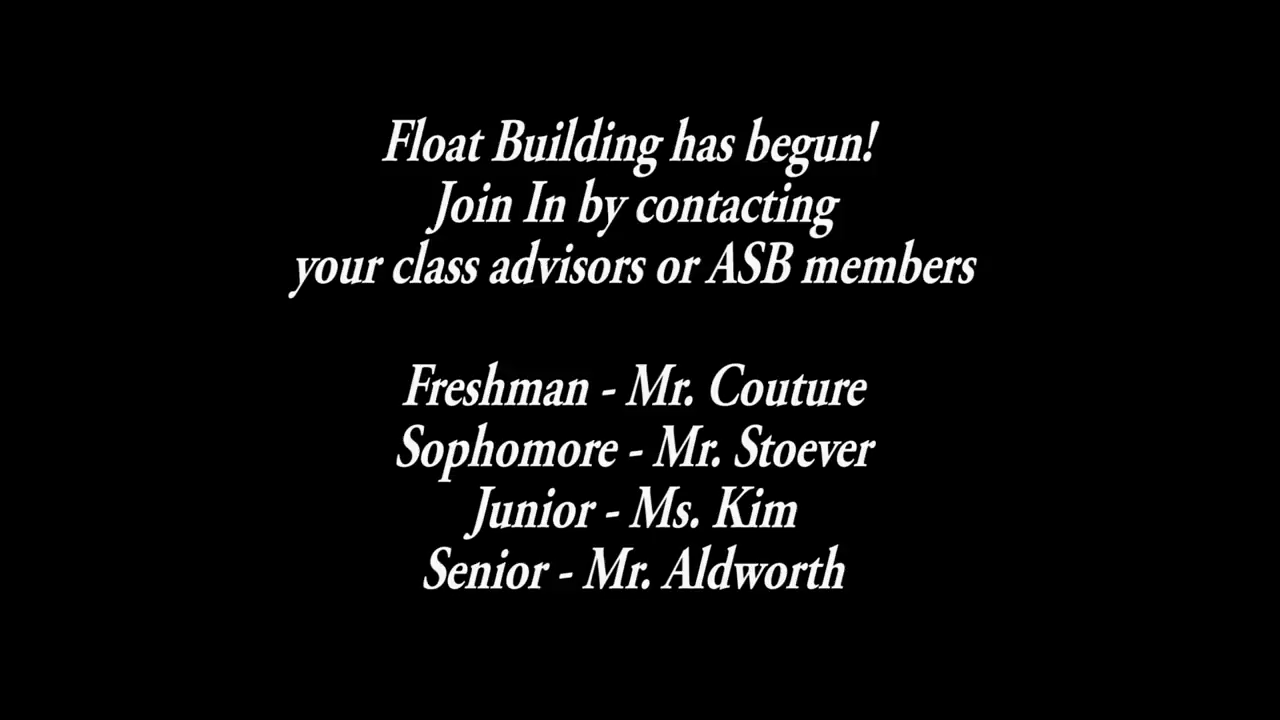 Float Building has begun!
Join In by contacting
your class advisors or ASB members
Freshman - Mr. Couture
Sophomore - Mr. Stoever
Junior - Ms. Kim
Senior - Mr. Aldworth